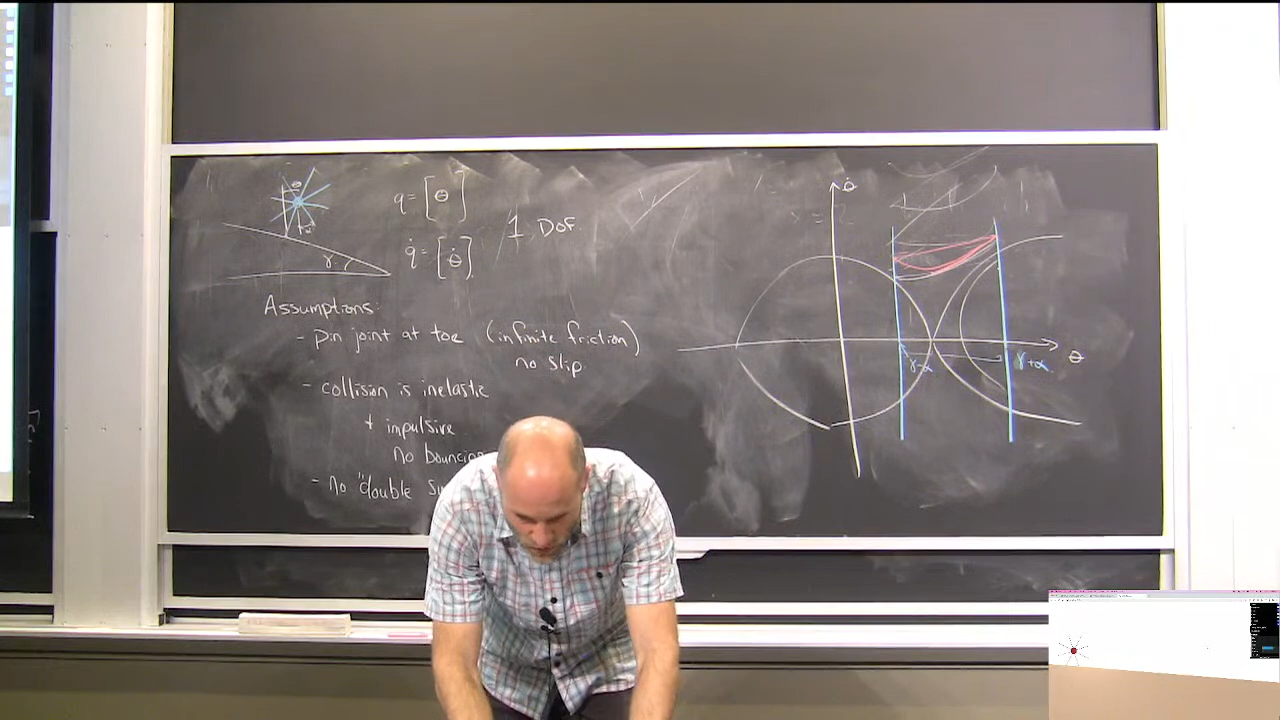 θ
α
γ
q = [θ]
q̇ = [θ̇]
1 DOF.
Assumptions:
- pin joint at toe (infinite friction)
no slip.
- collision is inelastic
+ impulsive
no bouncing
- no "double
θ̇
γ-α
γ+α
θ